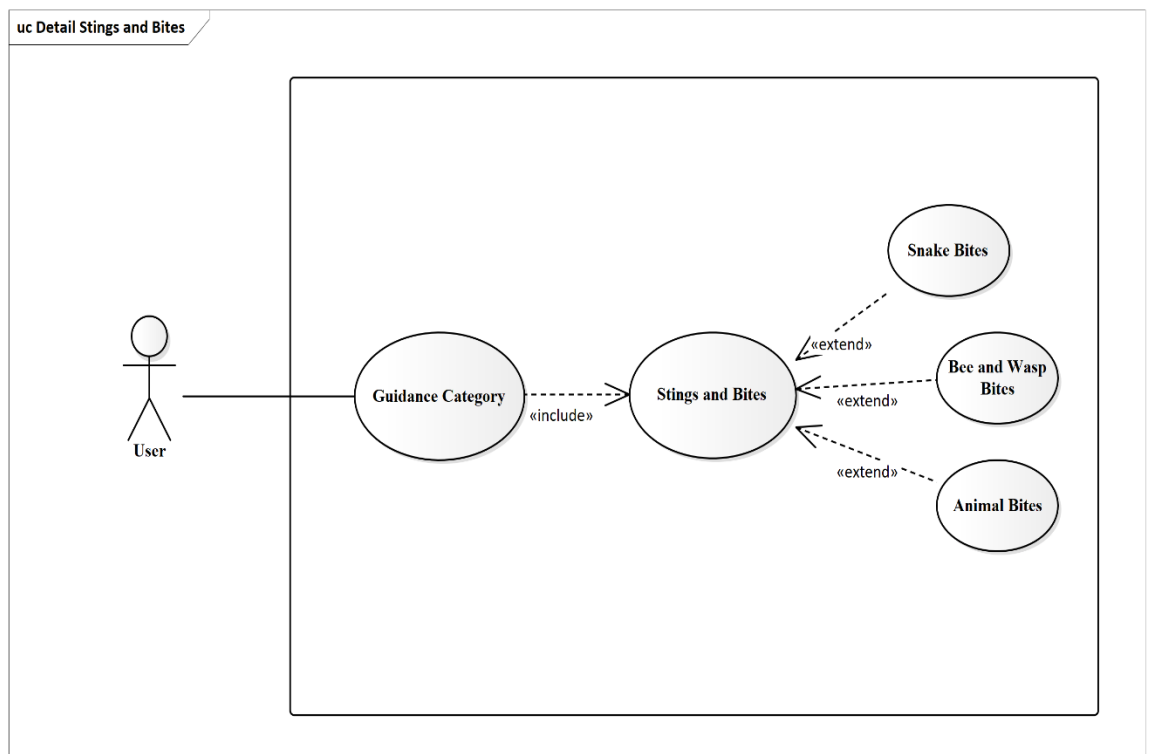 uc Detail Stings and Bites
Snake Bites
«extend»
Bee and Wasp
Bites
«extend»
Guidance Category
«include»
Stings and Bites
User
«extend»
Animal Bites